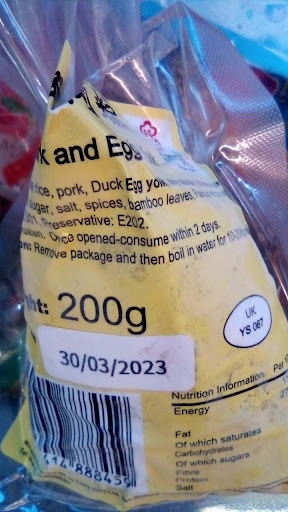 k and Egg
rice, pork, Duck Egg yolk
sugar, salt, spices, bamboo leaves,
Preservative: E202.
Once opened-consume within 2 days.
Remove package and then boil in water for
200g
UK
YS 067
30/03/2023
Nutrition Information Per
Energy
Fat
Of which saturates
Carbohydrates
Of which sugars
Fibre
Protein
Salt